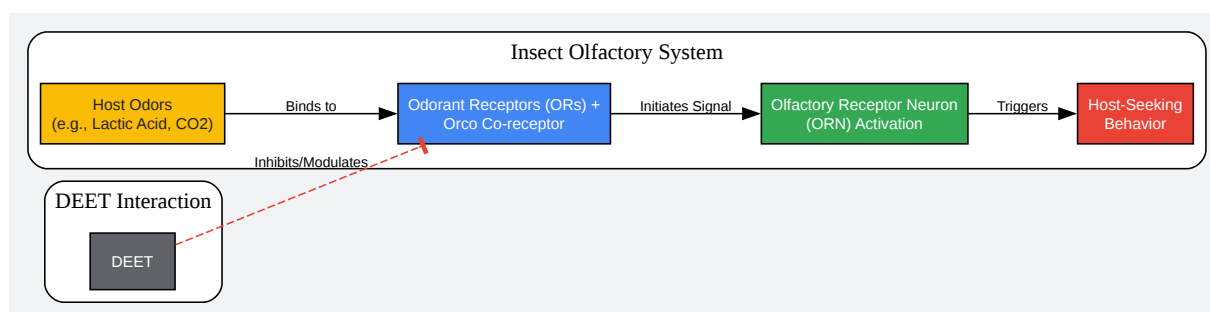 Insect Olfactory System
Host Odors
(e.g., Lactic Acid, CO2)
Binds to
Odorant Receptors (ORs) +
Orco Co-receptor
Initiates Signal
Olfactory Receptor Neuron
(ORN) Activation
Triggers
Host-Seeking
Behavior
Inhibits/Modulates
DEET Interaction
DEET